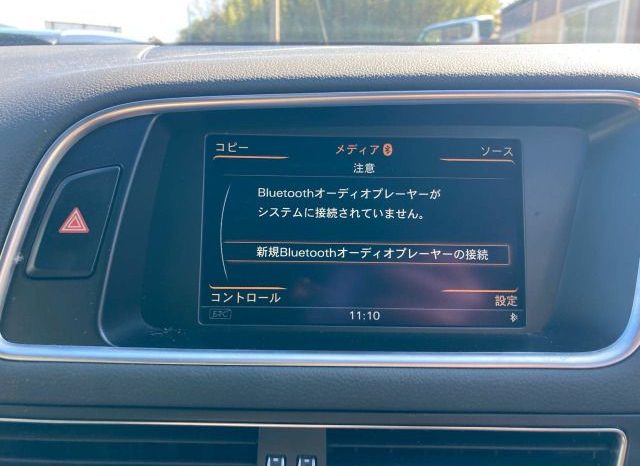 コピー
メディア
ソース
注意
Bluetoothオーディオプレーヤーが
システムに接続されていません。
新規Bluetoothオーディオプレーヤーの接続
コントロール
設定
11:10